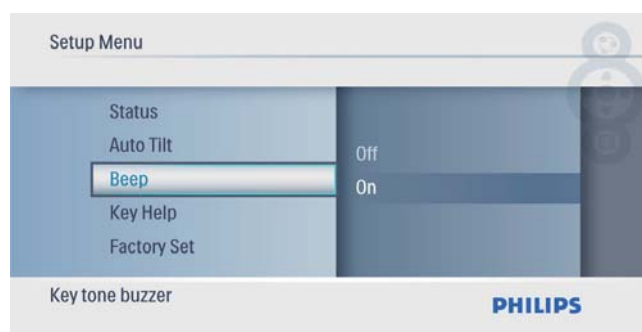 Setup Menu
Status
Auto Tilt
Beep
Key Help
Factory Set
Off
On
Key tone buzzer
PHILIPS